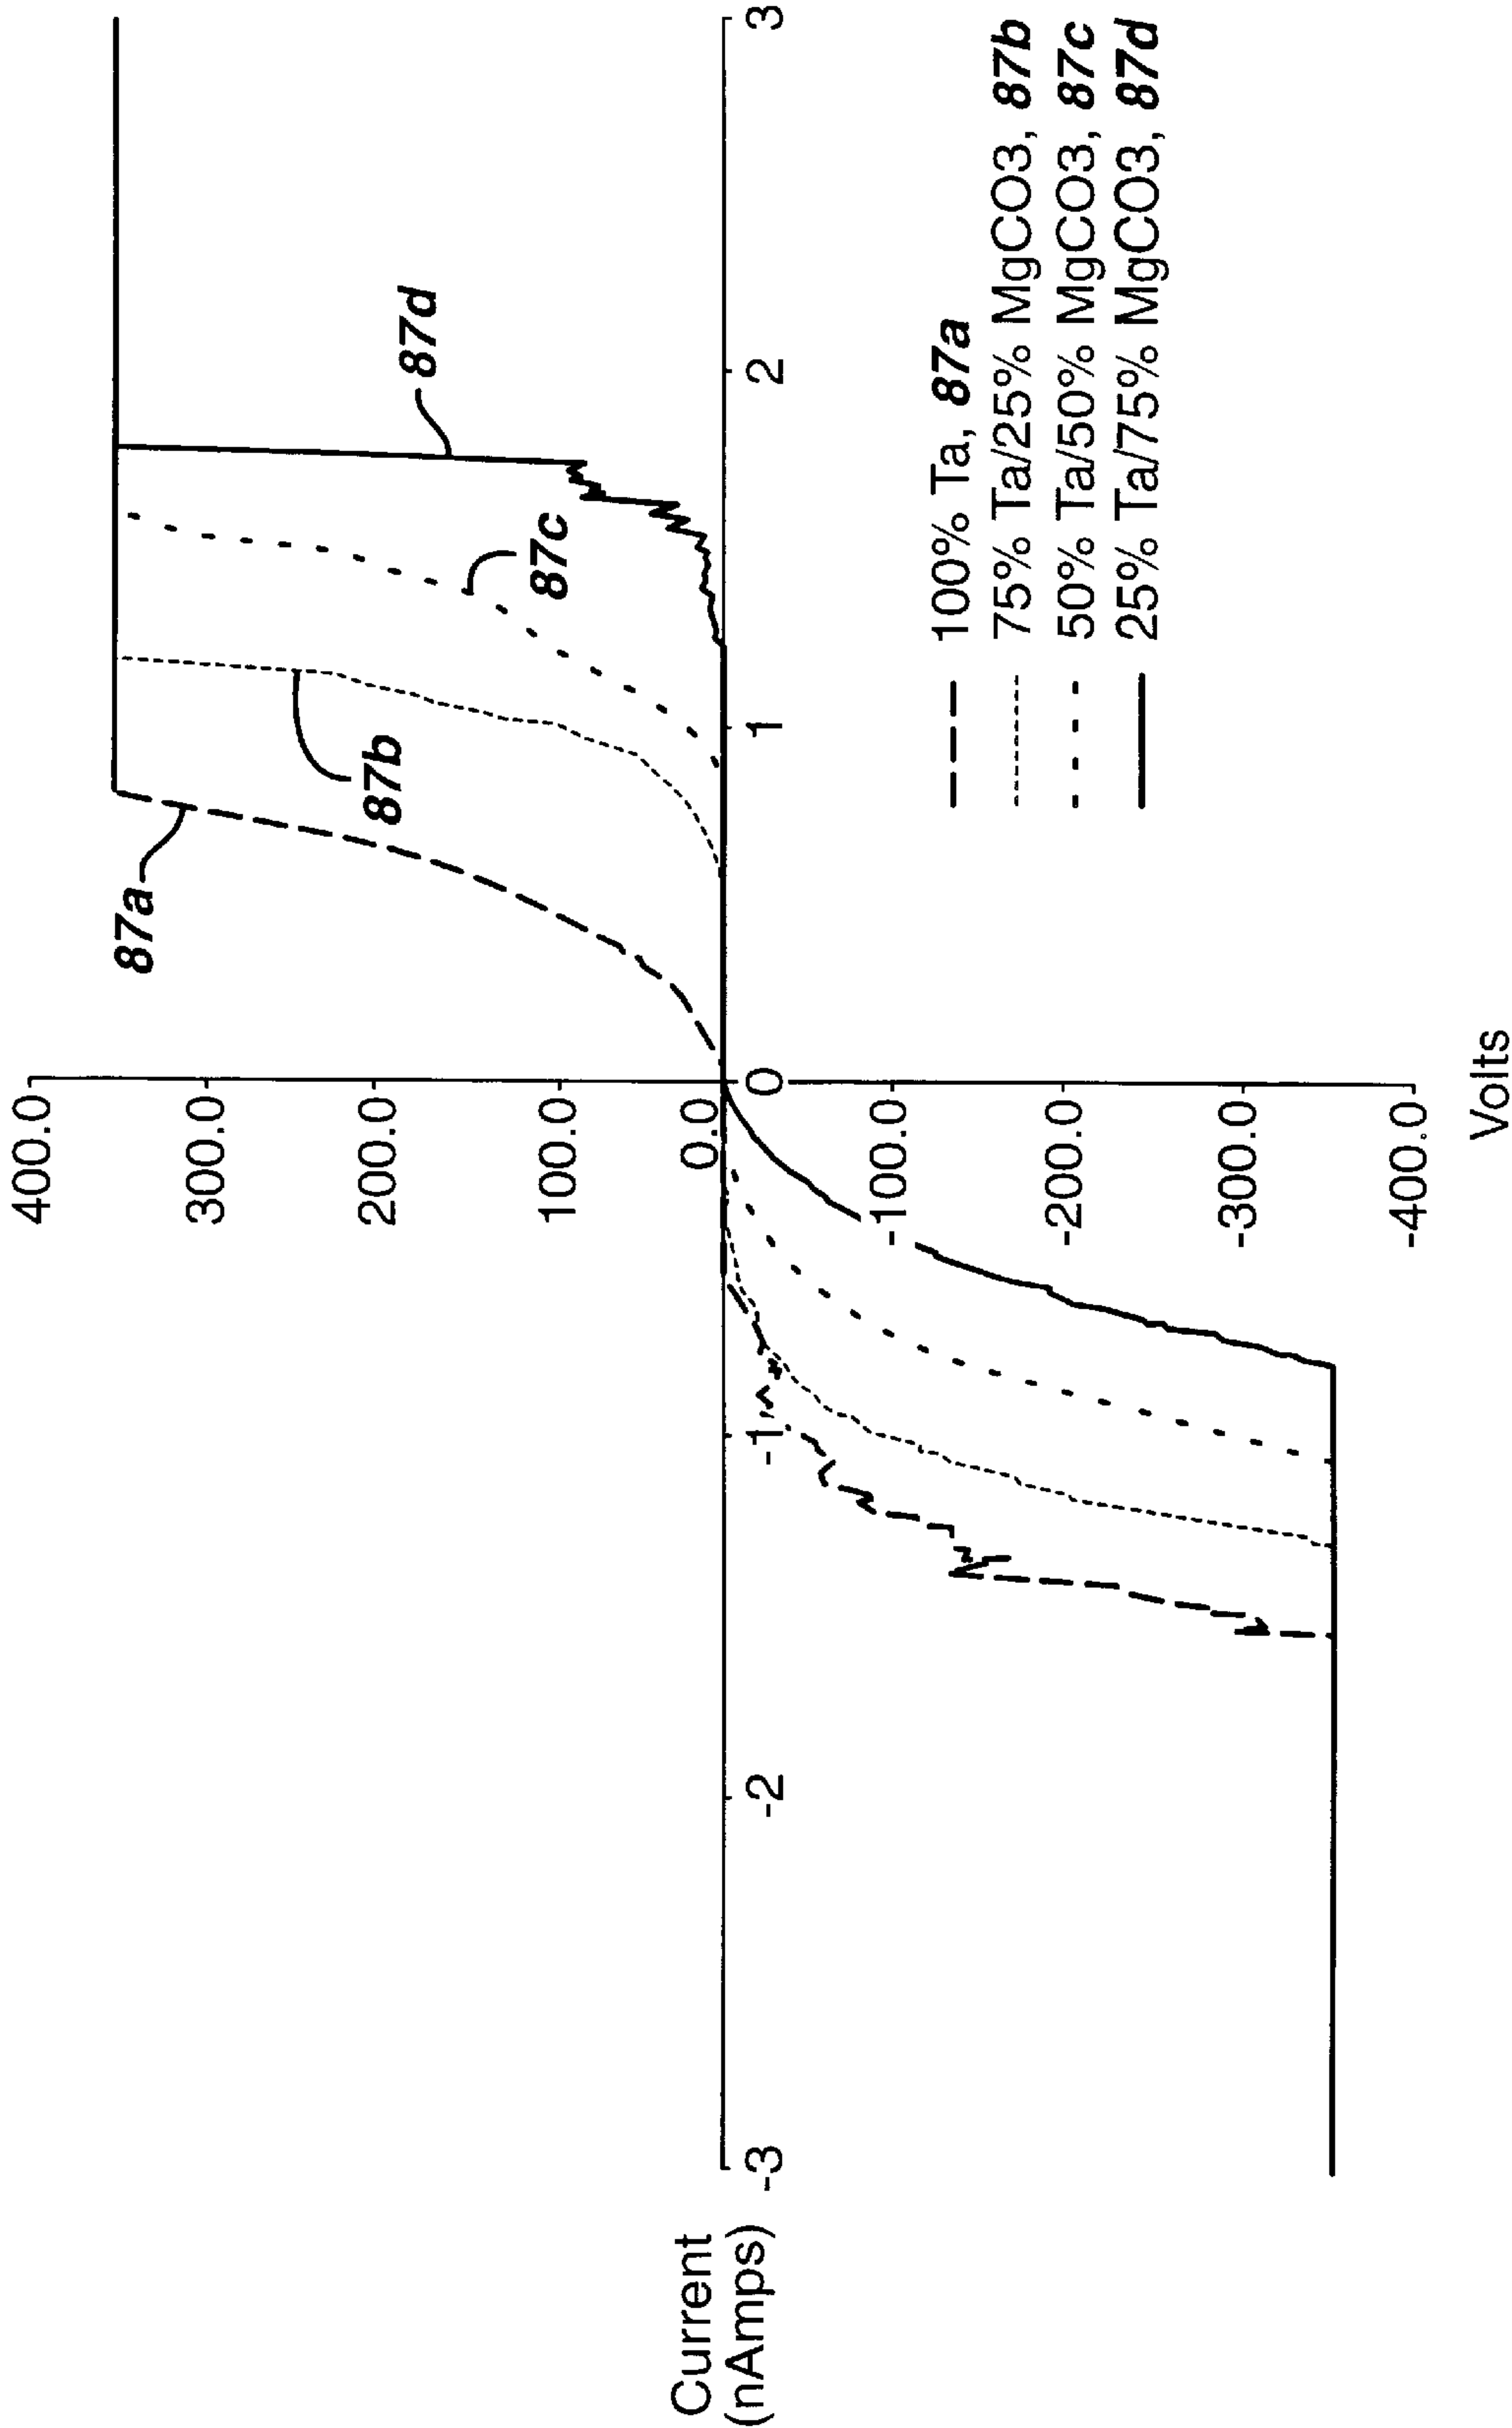 400.0
300.0
200.0
100.0
0.0
-100.0
-200.0
-300.0
-400.0
-3
-2
-1
0
1
2
3
Current
(nAmps)
Volts
87a
87b
87c
87d
100% Ta, 87a
75% Ta/25% MgCO3, 87b
50% Ta/50% MgCO3, 87c
25% Ta/75% MgCO3, 87d